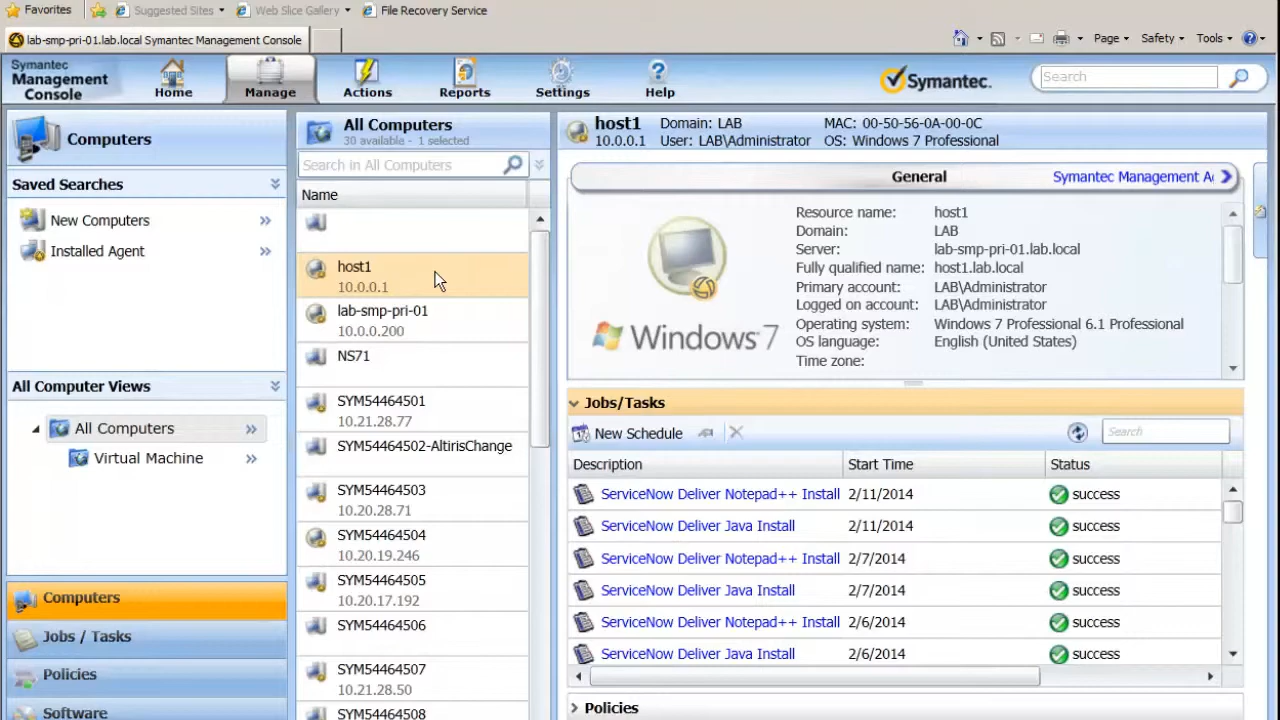 Favorites
Suggested Sites
Web Slice Gallery
File Recovery Service
lab-smp-pri-01.lab.local Symantec Management Console
Page
Safety
Tools
Symantec
Management
Console
Home
Manage
Actions
Reports
Settings
Help
Symantec.
Search
Computers
Saved Searches
New Computers
Installed Agent
All Computer Views
All Computers
Virtual Machine
Computers
Jobs / Tasks
Policies
Software
All Computers
30 available - 1 selected
Search in All Computers
Name
host1
10.0.0.1
lab-smp-pri-01
10.0.0.200
NS71
SYM54464501
10.21.28.77
SYM54464502-AltirisChange
SYM54464503
10.20.28.71
SYM54464504
10.20.19.246
SYM54464505
10.20.17.192
SYM54464506
SYM54464507
10.21.28.50
SYM54464508
host1 Domain: LAB MAC: 00-50-56-0A-00-0C
10.0.0.1 User: LAB\Administrator OS: Windows 7 Professional
General
Symantec Management A
Windows 7
Resource name: host1
Domain: LAB
Server: lab-smp-pri-01.lab.local
Fully qualified name: host1.lab.local
Primary account: LAB\Administrator
Logged on account: LAB\Administrator
Operating system: Windows 7 Professional 6.1 Professional
OS language: English (United States)
Time zone:
Jobs/Tasks
New Schedule
Search
Description Start Time Status
ServiceNow Deliver Notepad++ Install 2/11/2014 success
ServiceNow Deliver Java Install 2/11/2014 success
ServiceNow Deliver Notepad++ Install 2/7/2014 success
ServiceNow Deliver Java Install 2/7/2014 success
ServiceNow Deliver Notepad++ Install 2/6/2014 success
ServiceNow Deliver Java Install 2/6/2014 success
Policies